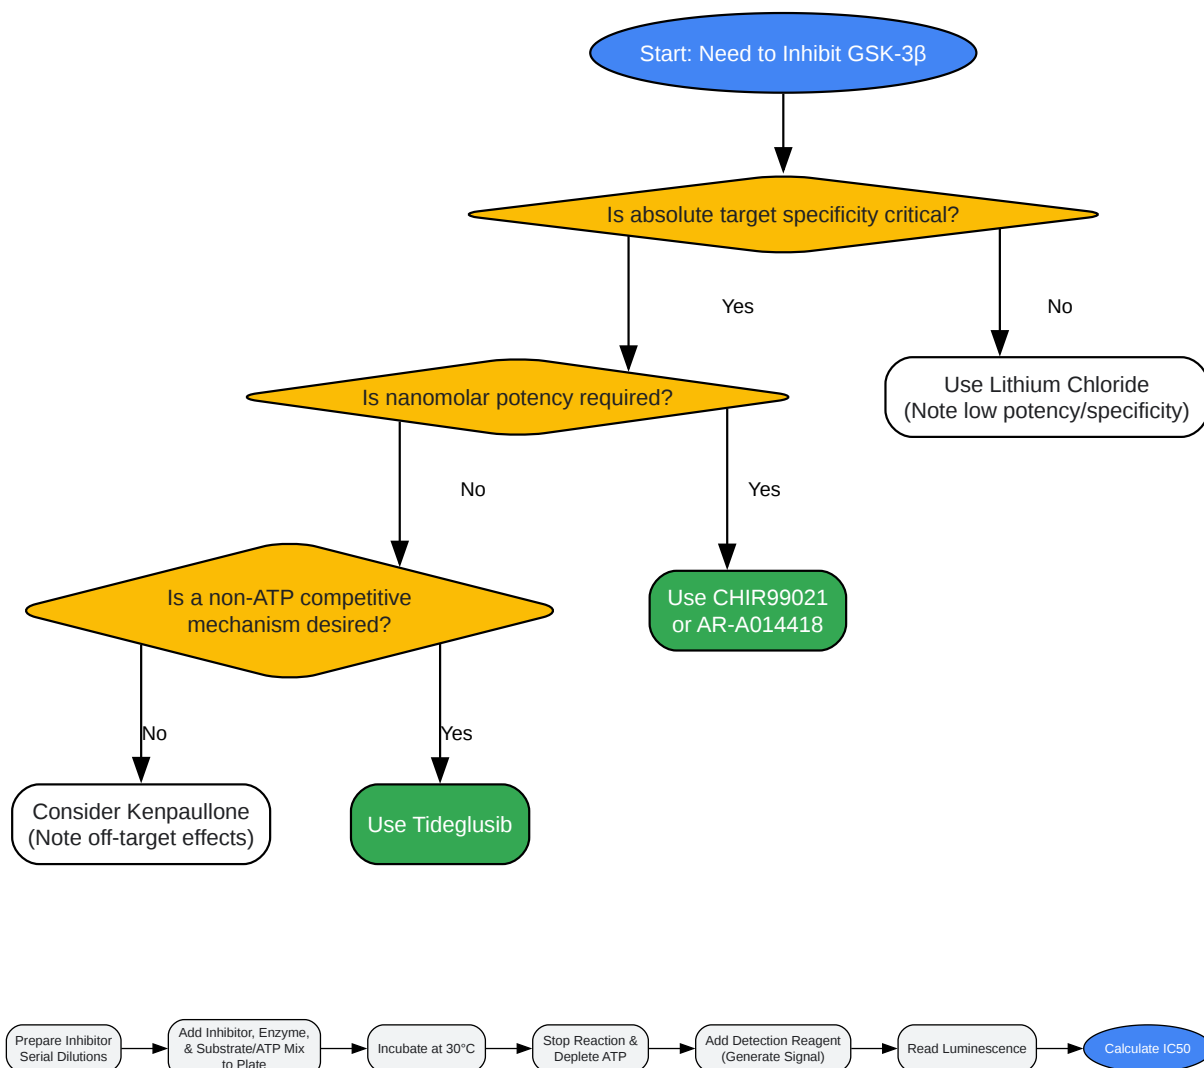 Start: Need to Inhibit GSK-3β
Is absolute target specificity critical?
Yes
No
Is nanomolar potency required?
Use Lithium Chloride
(Note low potency/specificity)
No
Yes
Is a non-ATP competitive
mechanism desired?
Use CHIR99021
or AR-A014418
No
Yes
Consider Kenpaullone
(Note off-target effects)
Use Tideglusib
Prepare Inhibitor
Serial Dilutions
Add Inhibitor, Enzyme,
& Substrate/ATP Mix
to Plate
Incubate at 30°C
Stop Reaction &
Deplete ATP
Add Detection Reagent
(Generate Signal)
Read Luminescence
Calculate IC50